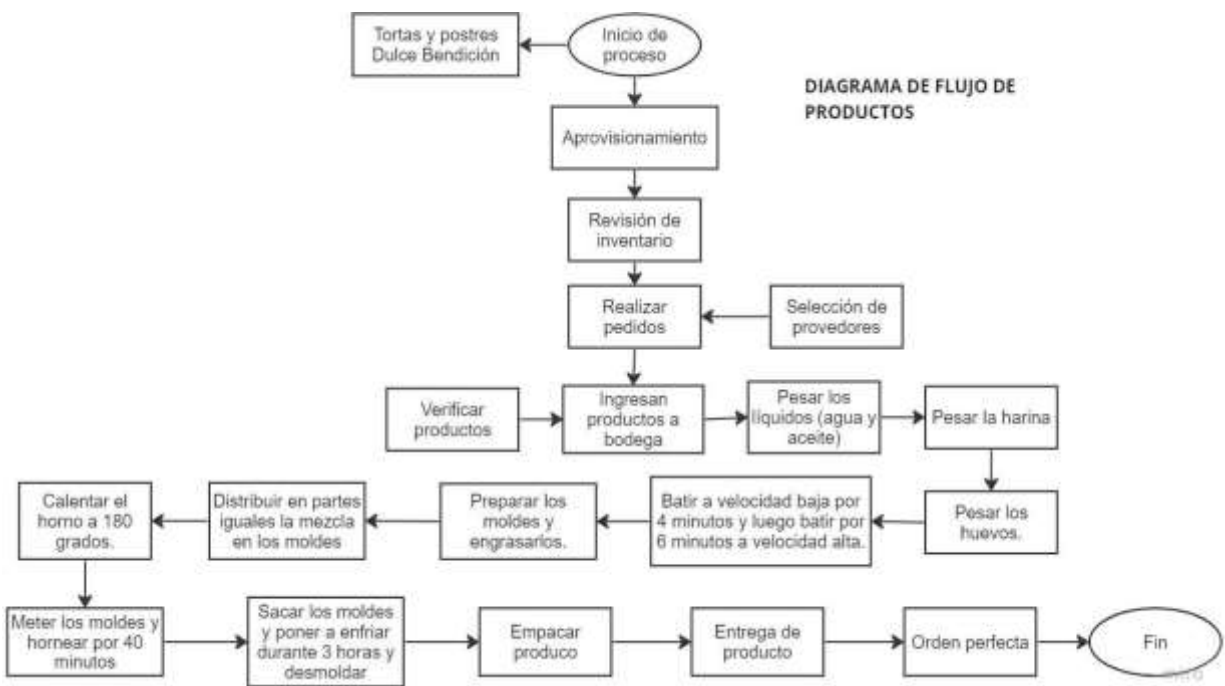 Tortas y postres
Dulce Bendición
Inicio de
proceso
DIAGRAMA DE FLUJO DE
PRODUCTOS
Aprovisionamiento
Revisión de
inventario
Realizar
pedidos
Selección de
provedores
Verificar
productos
Ingresan
productos a
bodega
Pesar los
líquidos (agua y
aceite)
Pesar la harina
Pesar los
huevos.
Batir a velocidad baja por
4 minutos y luego batir por
6 minutos a velocidad alta.
Preparar los
moldes y
engrasarlos.
Distribuir en partes
iguales la mezcla
en los moldes
Calentar el
horno a 180
grados.
Meter los moldes y
hornear por 40
minutos
Sacar los moldes
y poner a enfriar
durante 3 horas y
desmoldar
Empacar
produco
Entrega de
producto
Orden perfecta
Fin
miro